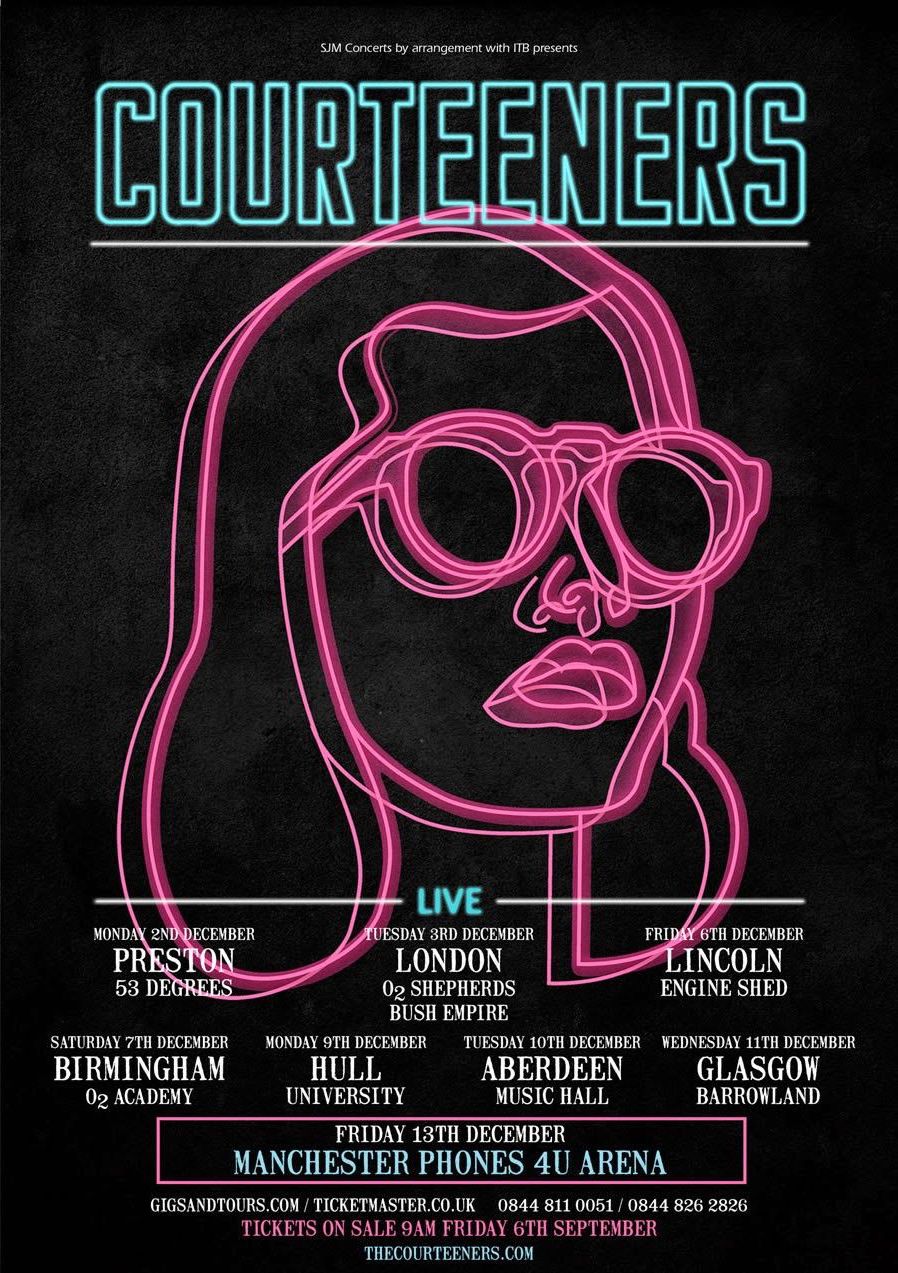 SJM Concerts by arrangement with ITB presents
COURTEENERS
LIVE
MONDAY 2ND DECEMBER
PRESTON
53 DEGREES
TUESDAY 3RD DECEMBER
LONDON
O2 SHEPHERDS
BUSH EMPIRE
FRIDAY 6TH DECEMBER
LINCOLN
ENGINE SHED
SATURDAY 7TH DECEMBER
BIRMINGHAM
O2 ACADEMY
MONDAY 9TH DECEMBER
HULL
UNIVERSITY
TUESDAY 10TH DECEMBER
ABERDEEN
MUSIC HALL
WEDNESDAY 11TH DECEMBER
GLASGOW
BARROWLAND
FRIDAY 13TH DECEMBER
MANCHESTER PHONES 4U ARENA
GIGSANDTOURS.COM / TICKETMASTER.CO.UK 0844 811 0051 / 0844 826 2826
TICKETS ON SALE 9AM FRIDAY 6TH SEPTEMBER
THECOURTEENERS.COM